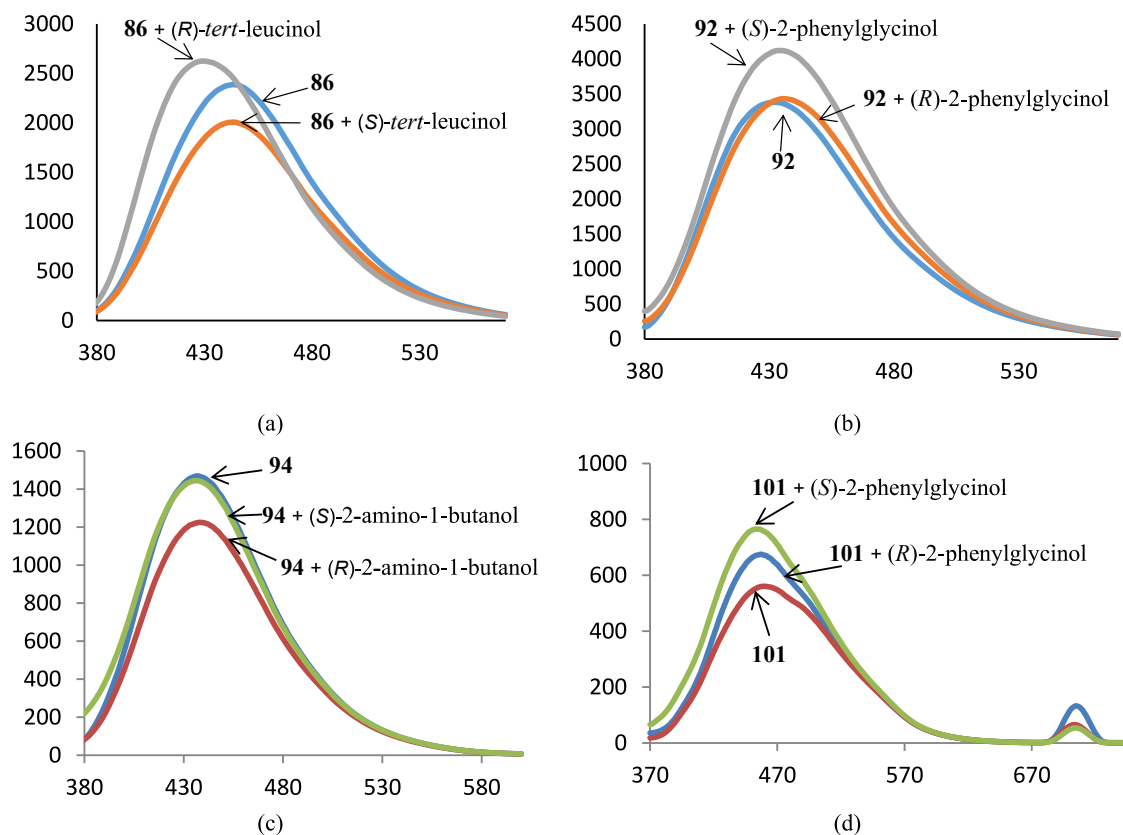 3000
2500
2000
1500
1000
500
0
380 430 480 530
86 + (R)-tert-leucinol
86
86 + (S)-tert-leucinol
(a)
4500
4000
3500
3000
2500
2000
1500
1000
500
0
380 430 480 530
92 + (S)-2-phenylglycinol
92 + (R)-2-phenylglycinol
92
(b)
1600
1400
1200
1000
800
600
400
200
0
380 430 480 530
94
94 + (S)-2-amino-1-butanol
94 + (R)-2-amino-1-butanol
(c)
1000
800
600
400
200
0
370 470 570 670
101 + (S)-2-phenylglycinol
101 + (R)-2-phenylglycinol
101
(d)